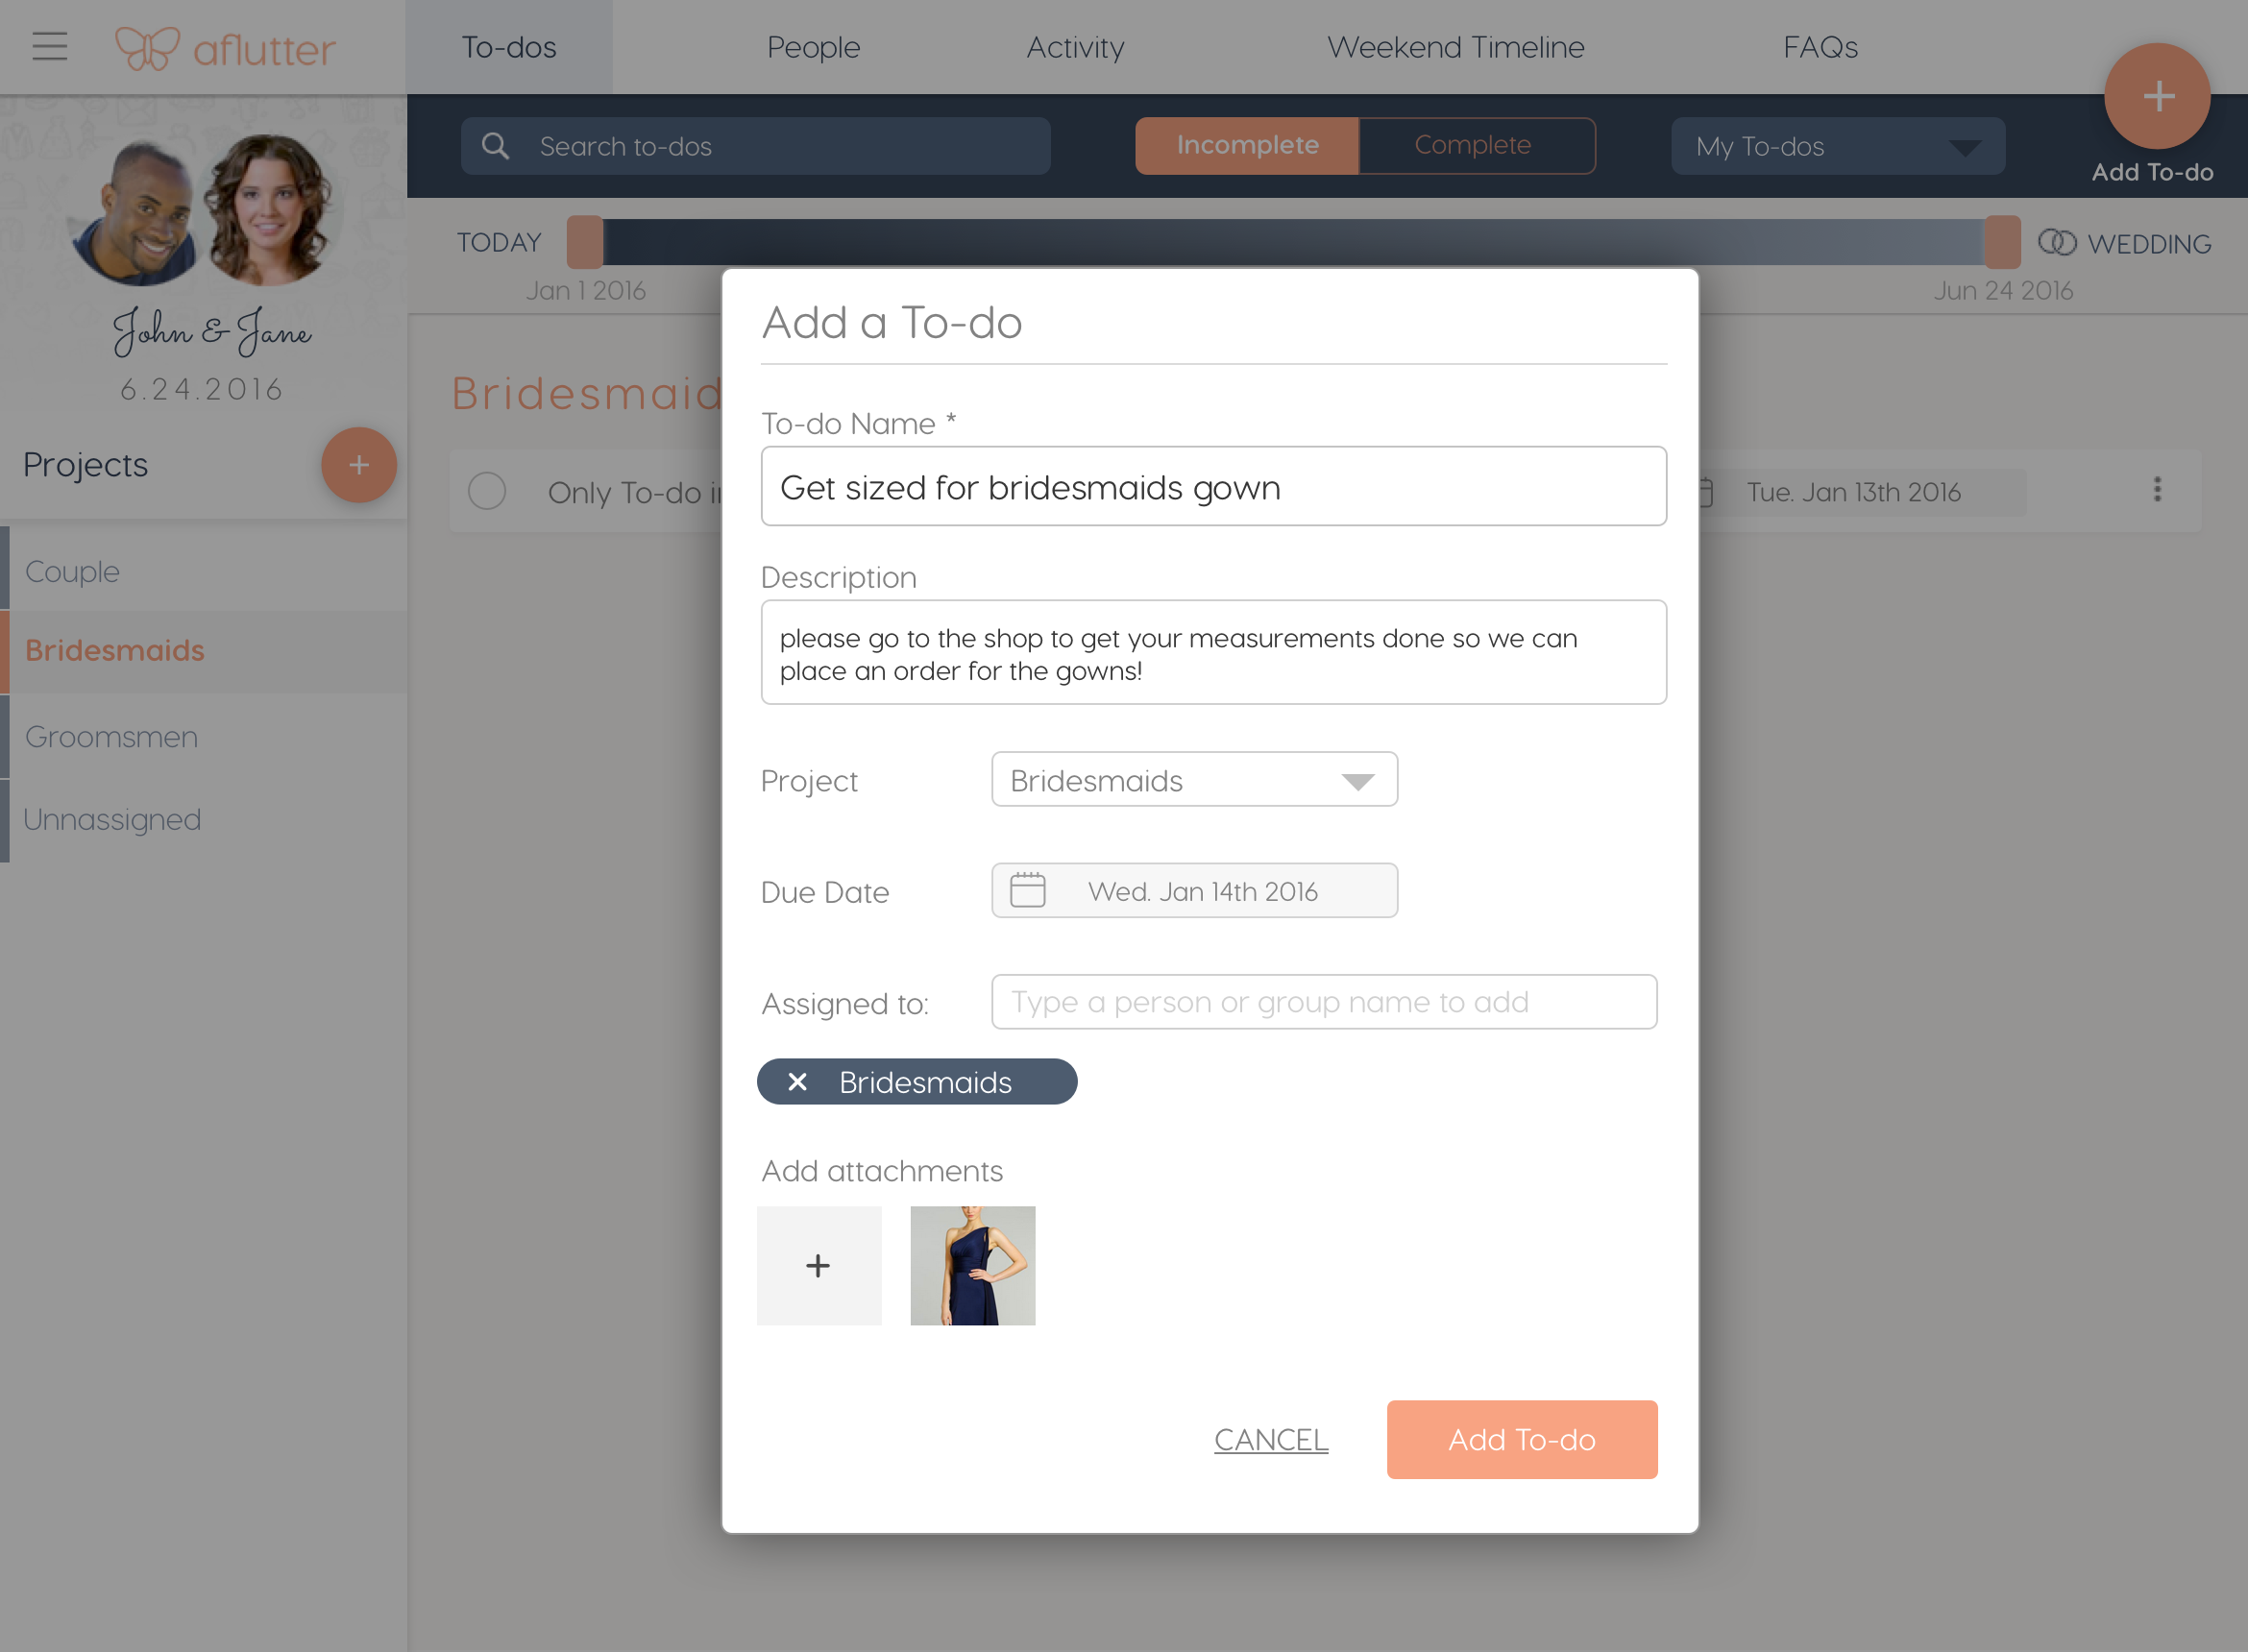 aflutter
To-dos
People
Activity
Weekend Timeline
FAQs
Search to-dos
Incomplete
Complete
My To-dos
Add To-do
TODAY
WEDDING
Jan 1 2016
Jun 24 2016
John & Jane
6.24.2016
Projects
Couple
Bridesmaids
Groomsmen
Unnassigned
Bridesmaid
Only To-do i
Tue. Jan 13th 2016
Add a To-do
To-do Name *
Get sized for bridesmaids gown
Description
please go to the shop to get your measurements done so we can
place an order for the gowns!
Project
Bridesmaids
Due Date
Wed. Jan 14th 2016
Assigned to:
Type a person or group name to add
Bridesmaids
Add attachments
CANCEL
Add To-do